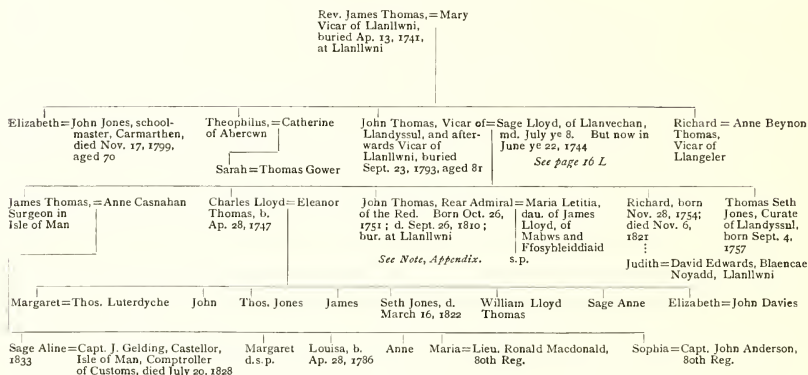 Rev. James Thomas,=Mary
Vicar of Llanllwni,
buried Ap. 13, 1741,
at Llanllwni
Elizabeth=John Jones, school-
master, Carmarthen,
died Nov. 17, 1799,
aged 70
Theophilus,=Catherine
of Abercwn
Sarah=Thomas Gower
John Thomas, Vicar of=Sage Lloyd, of Llanvechan,
Llandyssul, and after- md. July ye 8. But now in
wards Vicar of June ye 22, 1744
Llanllwni, buried
Sept. 23, 1793, aged 81
See page 16 L
Richard = Anne Beynon
Thomas,
Vicar of
Llangeler
James Thomas,=Anne Casnahan
Surgeon in
Isle of Man
Charles Lloyd=Eleanor
Thomas, b.
Ap. 28, 1747
John Thomas, Rear Admiral=Maria Letitia,
of the Red. Born Oct. 26, dau. of James
1751; d. Sept. 26, 1810; Lloyd, of
bur. at Llanllwni Mabws and
Ffosyhleiddiaid
See Note, Appendix. s.p.
Richard, born
Nov. 28, 1754;
died Nov. 6,
1821
Judith=David Edwards, Blaencae
Noyadd, Llanllwni
Thomas Seth
Jones, Curate
of Llandyssul,
born Sept. 4,
1757
Margaret=Thos. Luterdyche
John
Thos. Jones
James
Seth Jones, d.
March 16, 1822
William Lloyd
Thomas
Sage Anne
Elizabeth=John Davies
Sage Aline=Capt. J. Gelding, Castellor,
1833 Isle of Man, Comptroller
of Customs, died July 20, 1828
Margaret
d.s.p.
Louisa, b.
Ap. 28, 1786
Anne
Maria=Lieu. Ronald Macdonald,
80th Reg.
Sophia=Capt. John Anderson,
80th Reg.